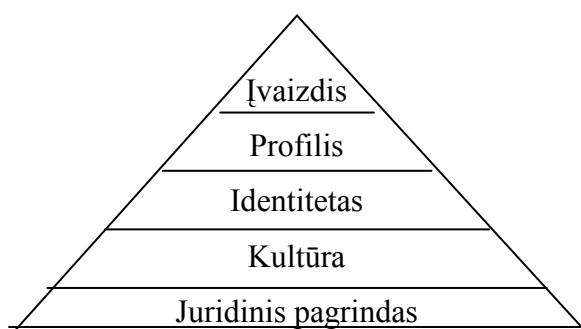 Įvaizdis
Profilis
Identitetas
Kultūra
Juridinis pagrindas